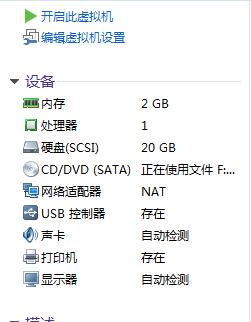 开启此虚拟机
编辑虚拟机设置
设备
内存 2 GB
处理器 1
硬盘(SCSI) 20 GB
CD/DVD (SATA) 正在使用文件 F:...
网络适配器 NAT
USB 控制器 存在
声卡 自动检测
打印机 存在
显示器 自动检测